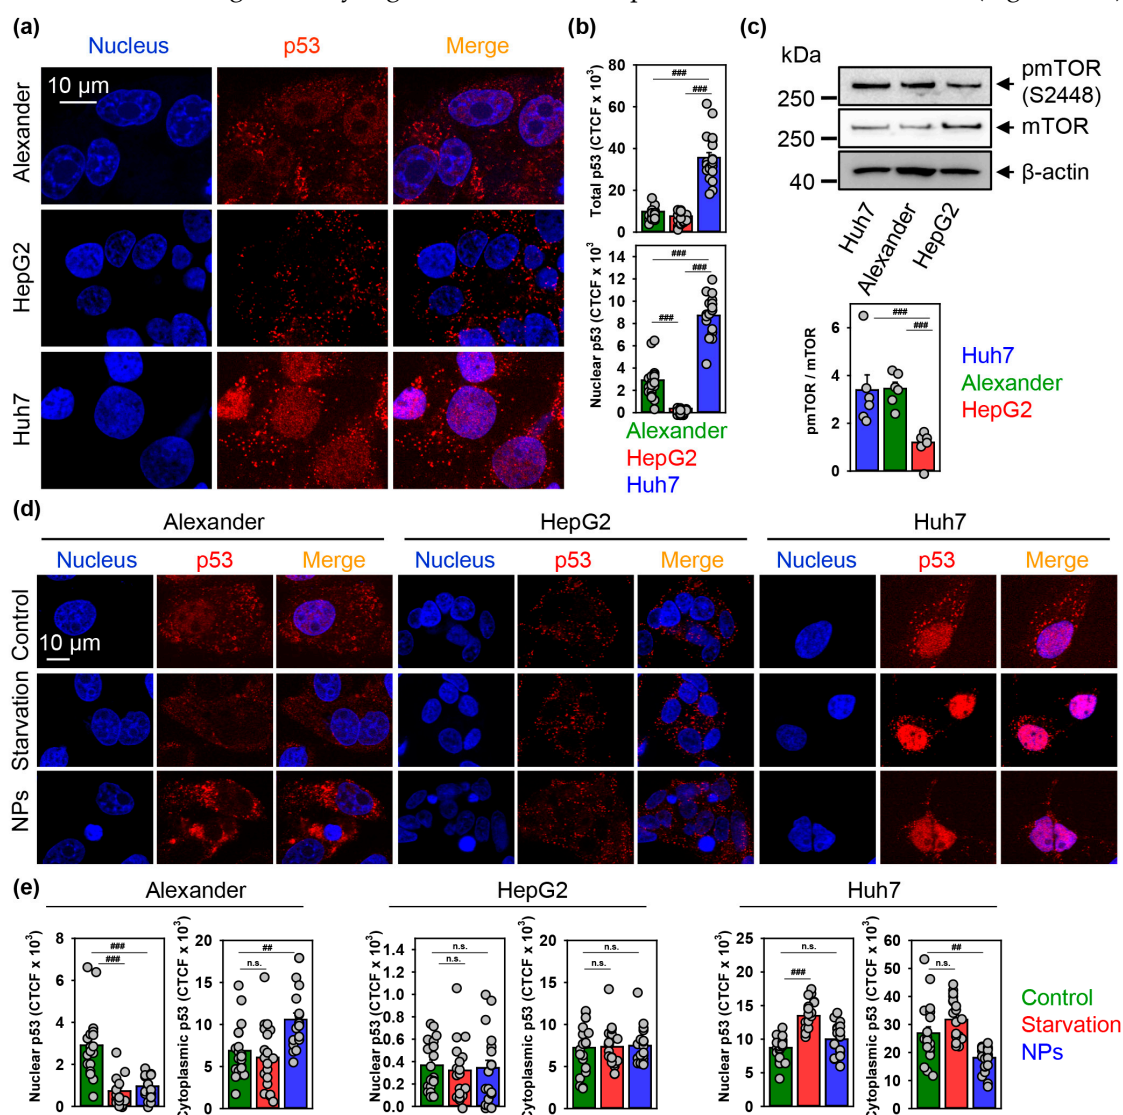 (a)
Nucleus
p53
Merge
10 µm
Alexander
HepG2
Huh7
(b)
Total p53 (CTCF x 10³)
80
60
40
20
0
###
###
Nuclear p53 (CTCF x 10³)
14
12
10
8
6
4
2
0
###
###
###
Alexander
HepG2
Huh7
(c)
kDa
250
250
40
pmTOR
(S2448)
mTOR
β-actin
Huh7
Alexander
HepG2
pmTOR / mTOR
6
4
2
0
###
###
Huh7
Alexander
HepG2
(d)
Alexander
HepG2
Huh7
Nucleus
p53
Merge
Nucleus
p53
Merge
Nucleus
p53
Merge
Control
10 µm
Starvation
NPs
(e)
Alexander
HepG2
Huh7
Nuclear p53 (CTCF x 10³)
8
6
4
2
0
###
###
Cytoplasmic p53 (CTCF x 10³)
20
15
10
5
0
##
n.s.
Nuclear p53 (CTCF x 10³)
1.4
1.2
1.0
0.8
0.6
0.4
0.2
0.0
n.s.
n.s.
Cytoplasmic p53 (CTCF x 10³)
20
15
10
5
0
n.s.
n.s.
Nuclear p53 (CTCF x 10³)
25
20
15
10
5
0
n.s.
###
Cytoplasmic p53 (CTCF x 10³)
60
50
40
30
20
10
0
##
n.s.
Control
Starvation
NPs